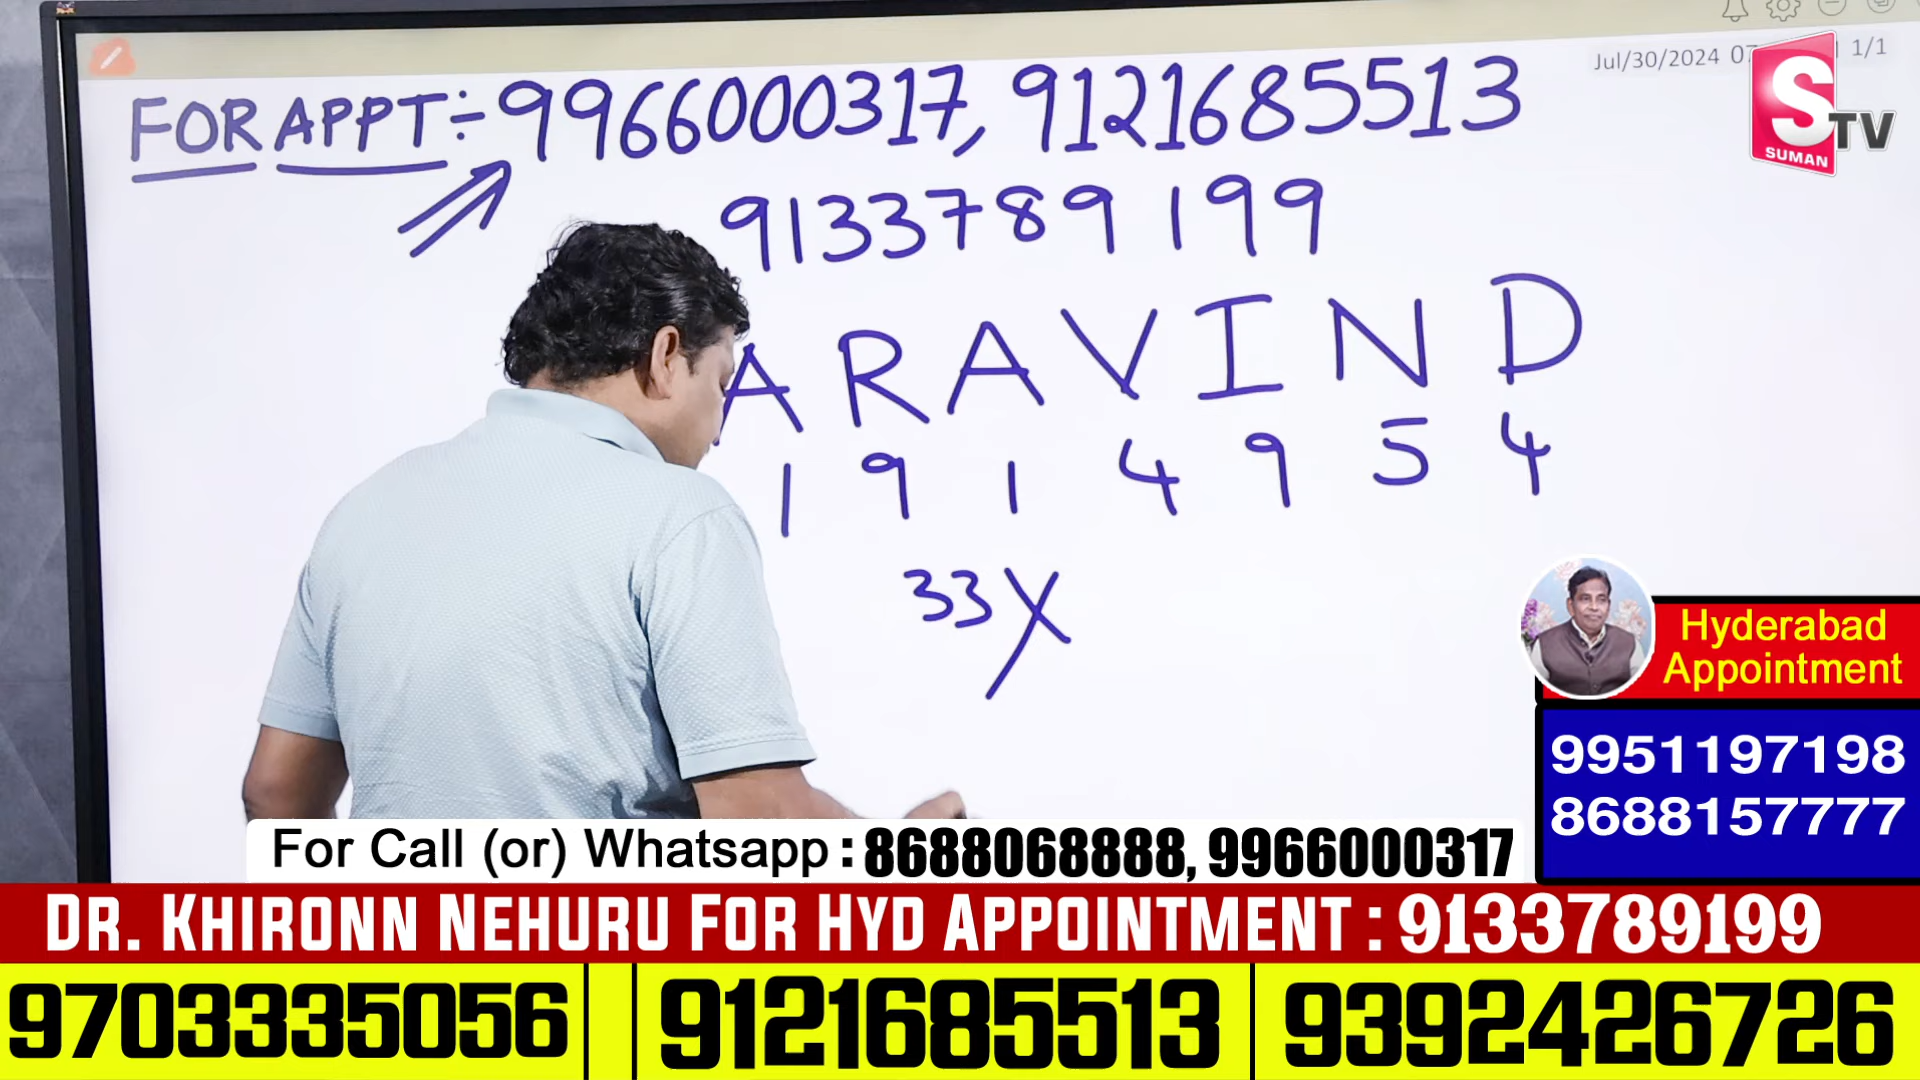 Jul/30/2024 07
1/1
FOR APPT:- 9966000317, 9121685513
STV
SUMAN
9133789199
ARAVIND
1 9 1 4 9 5 4
33 X
Hyderabad
Appointment
9951197198
8688157777
For Call (or) Whatsapp : 8688068888, 9966000317
DR. KHIRONN NEHURU FOR HYD APPOINTMENT : 9133789199
9703335056 9121685513 9392426726